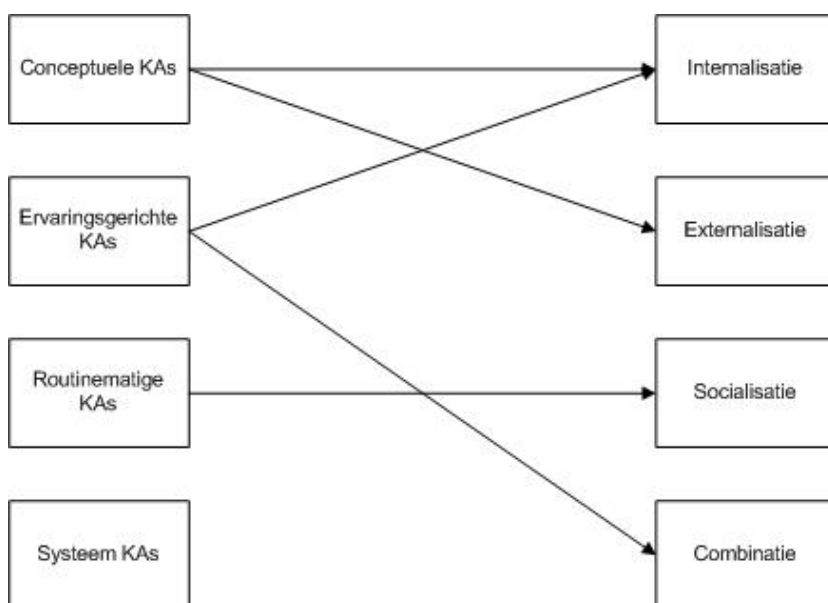 Conceptuele KAs
Internalisatie
Ervaringsgerichte
KAs
Externalisatie
Routinematige
KAs
Socialisatie
Systeem KAs
Combinatie